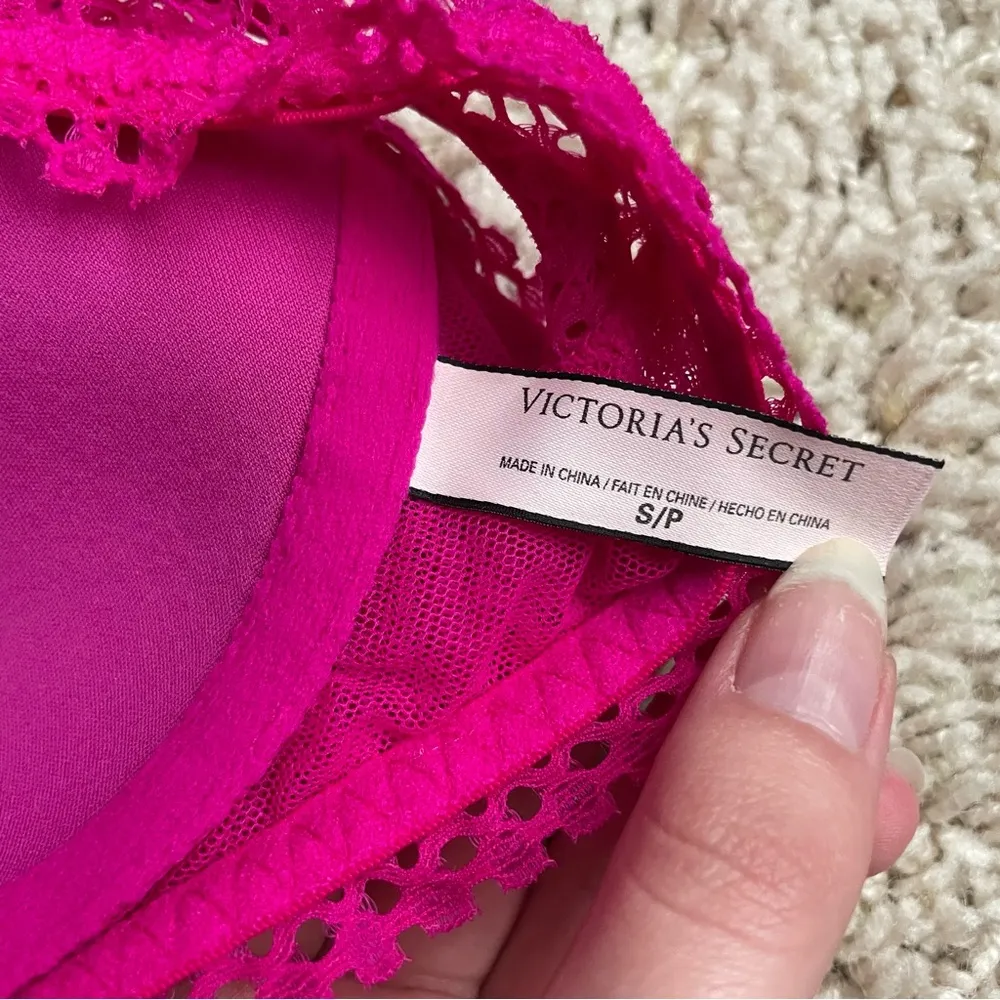 VICTORIA'S SECRET
MADE IN CHINA / FAIT EN CHINE / HECHO EN CHINA
S/P